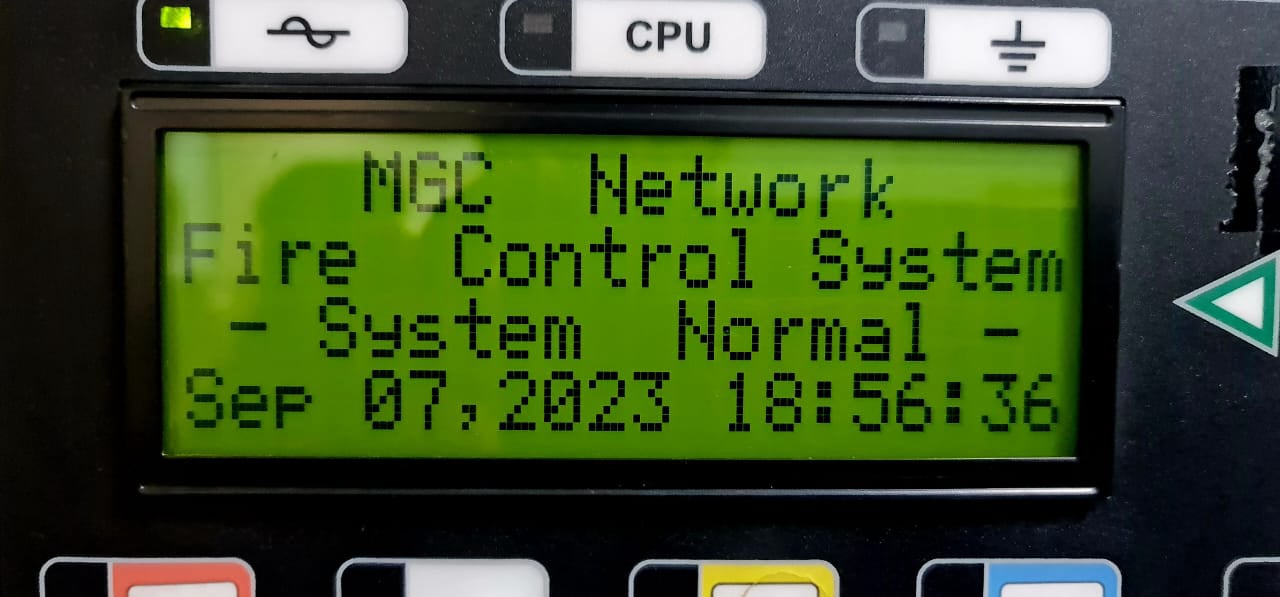 CPU
MGC Network
Fire Control System
- System Normal -
Sep 07,2023 18:56:36